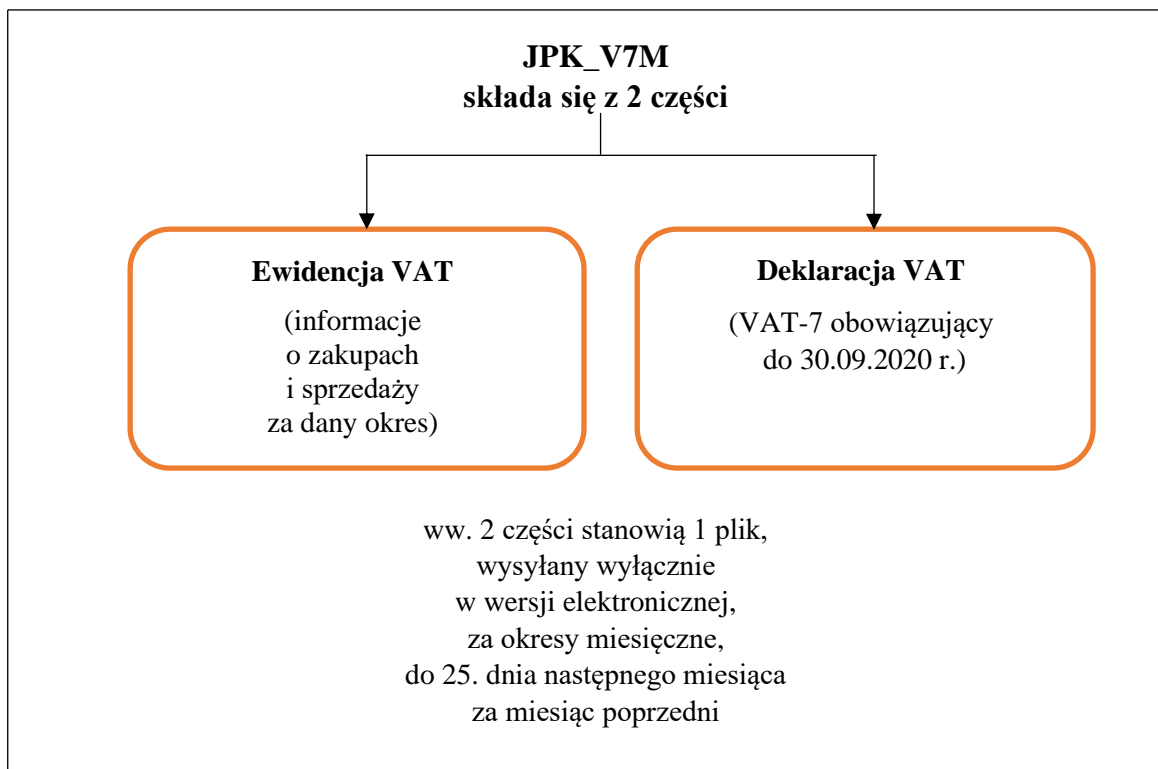 JPK_V7M
składa się z 2 części
Ewidencja VAT
(informacje
o zakupach
i sprzedaży
za dany okres)
Deklaracja VAT
(VAT-7 obowiązujący
do 30.09.2020 r.)
ww. 2 części stanowią 1 plik,
wysyłany wyłącznie
w wersji elektronicznej,
za okresy miesięczne,
do 25. dnia następnego miesiąca
za miesiąc poprzedni